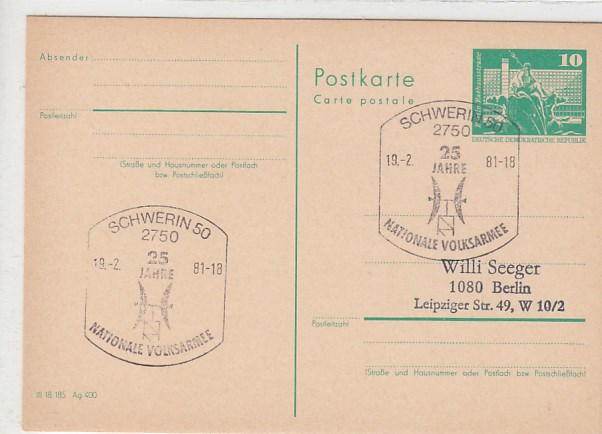 Absender
Postleitzahl
(Straße und Hausnummer oder Postfach
bzw. Postschließfach)
SCHWERIN 50
2750
19.-2. 25 81-18
JAHRE
NATIONALE VOLKSARMEE
III 18 185 Ag 400
Postkarte
Carte postale
10
DEUTSCHE DEMOKRATISCHE REPUBLIK
SCHWERIN 50
2750
19.-2. 25 81-18
JAHRE
NATIONALE VOLKSARMEE
Willi Seeger
1080 Berlin
Leipziger Str. 49, W 10/2
Postleitzahl
(Straße und Hausnummer oder Postfach bzw. Postschließfach)